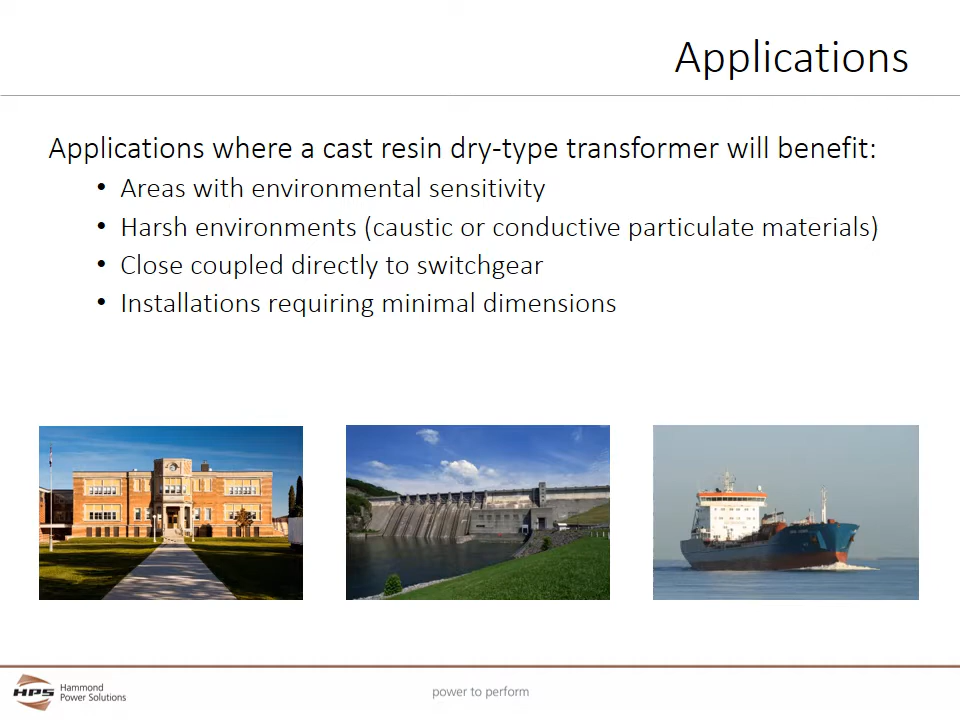 Applications
Applications where a cast resin dry-type transformer will benefit:
• Areas with environmental sensitivity
• Harsh environments (caustic or conductive particulate materials)
• Close coupled directly to switchgear
• Installations requiring minimal dimensions
HPS
Hammond
Power Solutions
power to perform